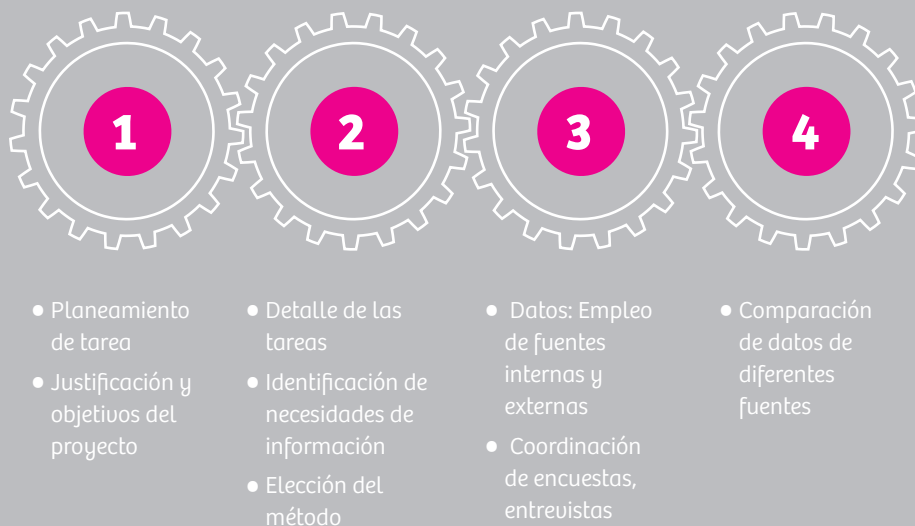 1
2
3
4
• Planeamiento
de tarea
• Justificación y
objetivos del
proyecto
• Detalle de las
tareas
• Identificación de
necesidades de
información
• Elección del
método
• Datos: Empleo
de fuentes
internas y
externas
• Coordinación
de encuestas,
entrevistas
• Comparación
de datos de
diferentes
fuentes